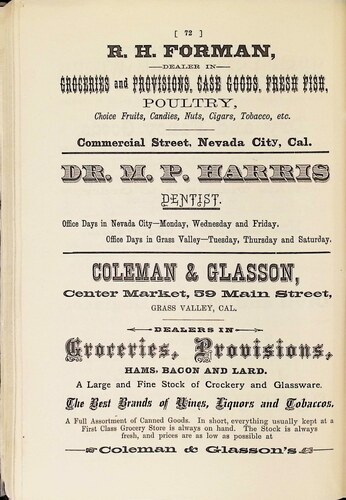 [ 72 ]
R. H. FORMAN,
DEALER IN
GROCERIES and PROVISIONS, CASE GOODS, FRESH FISH,
POULTRY,
Choice Fruits, Candies, Nuts, Cigars, Tobacco, etc.
Commercial Street, Nevada City, Cal.
DR. M. P. HARRIS
DENTIST.
Office Days in Nevada City—Monday, Wednesday and Friday.
Office Days in Grass Valley—Tuesday, Thursday and Saturday.
COLEMAN & GLASSON,
Center Market, 59 Main Street,
GRASS VALLEY, CAL.
DEALERS IN
Groceries, Provisions,
HAMS, BACON AND LARD.
A Large and Fine Stock of Crockery and Glassware.
The Best Brands of Wines, Liquors and Tobaccos.
A Full Assortment of Canned Goods. In short, everything usually kept at a
First Class Grocery Store is always on hand. The Stock is always
fresh, and prices are as low as possible at
Coleman & Glasson's